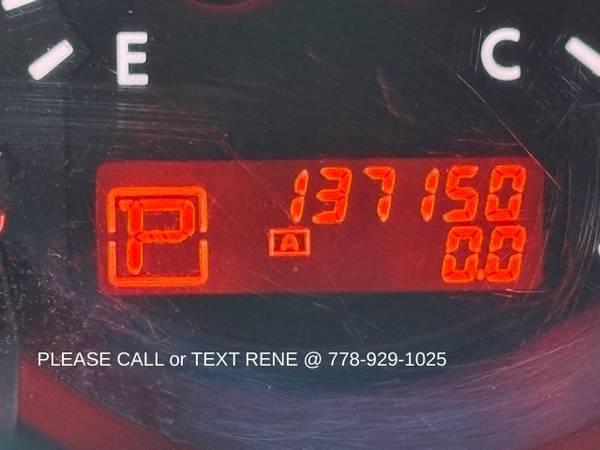 E C
137150
P A 0.0
PLEASE CALL or TEXT RENE @ 778-929-1025